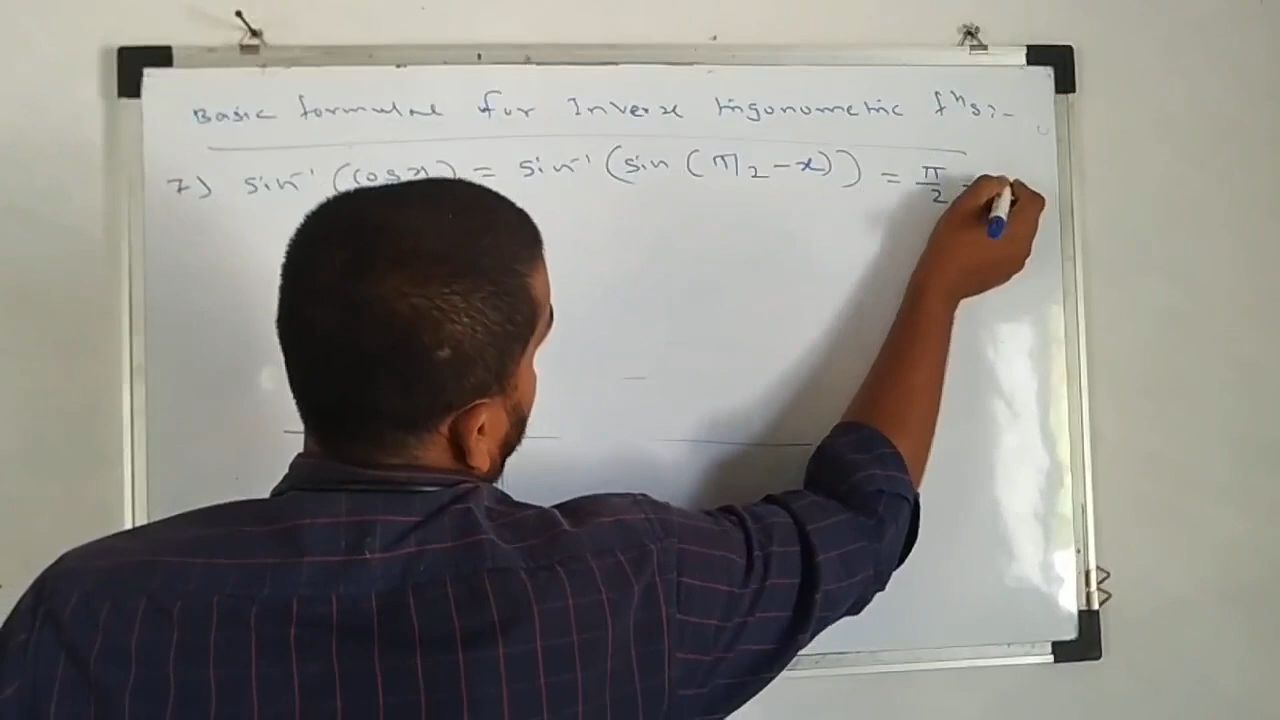 Basic formulae for Inverse trigonometric fⁿs:-
7) sin⁻¹ (cos x) = sin⁻¹ (sin (π/2 - x)) = π/2 -